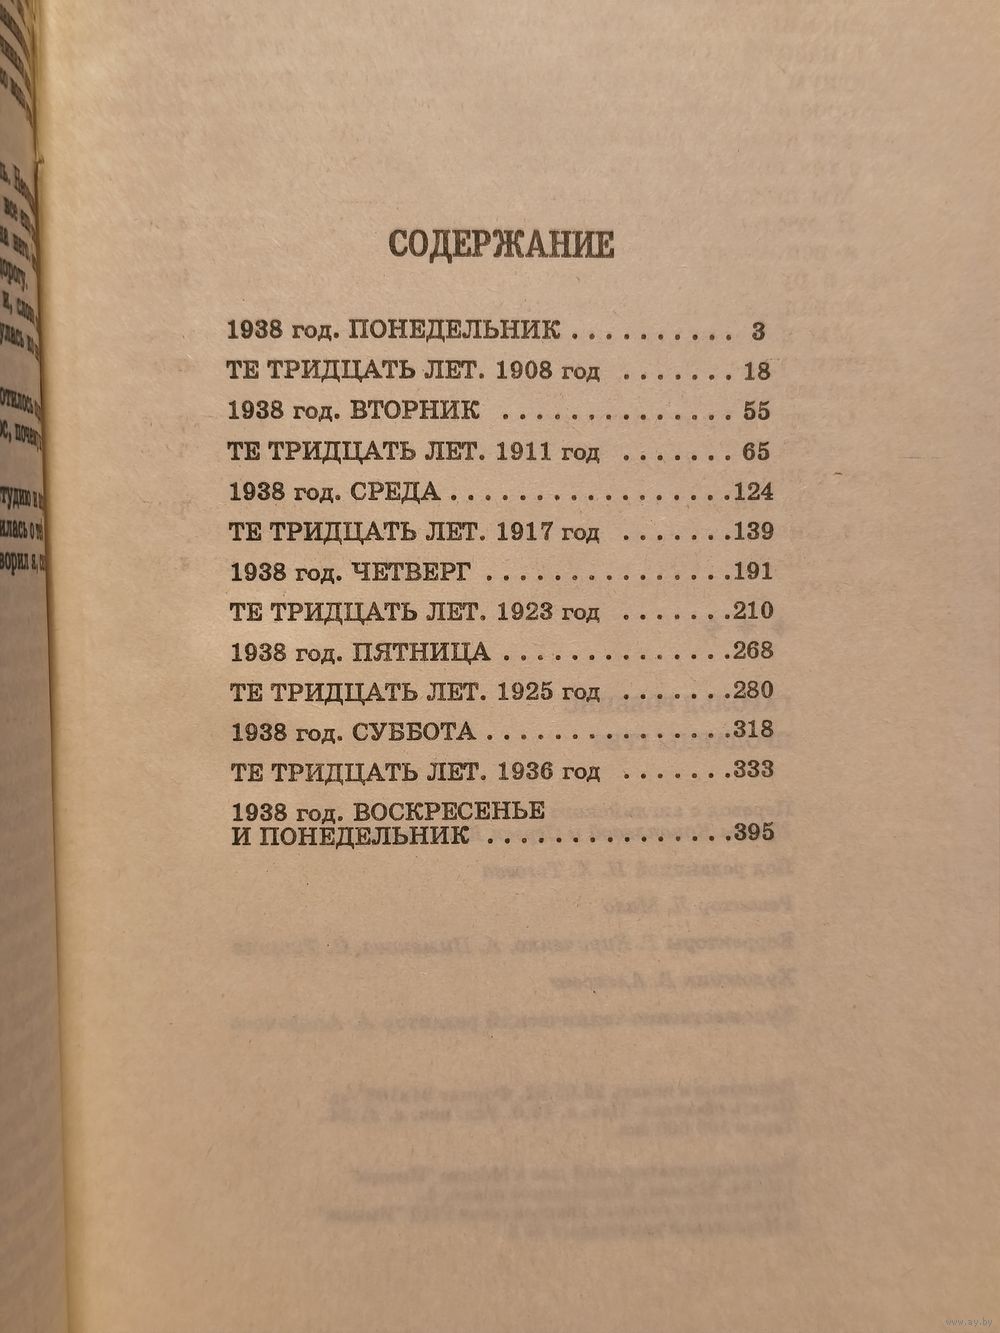 СОДЕРЖАНИЕ
1938 год. ПОНЕДЕЛЬНИК . . . . . . . . . . 3
ТЕ ТРИДЦАТЬ ЛЕТ. 1908 год . . . . . . . 18
1938 год. ВТОРНИК . . . . . . . . . . . . . 55
ТЕ ТРИДЦАТЬ ЛЕТ. 1911 год . . . . . . . 65
1938 год. СРЕДА . . . . . . . . . . . . . . . . 124
ТЕ ТРИДЦАТЬ ЛЕТ. 1917 год . . . . . . . 139
1938 год. ЧЕТВЕРГ . . . . . . . . . . . . . . 191
ТЕ ТРИДЦАТЬ ЛЕТ. 1923 год . . . . . . . 210
1938 год. ПЯТНИЦА . . . . . . . . . . . . . 268
ТЕ ТРИДЦАТЬ ЛЕТ. 1925 год . . . . . . . 280
1938 год. СУББОТА . . . . . . . . . . . . . . 318
ТЕ ТРИДЦАТЬ ЛЕТ. 1936 год . . . . . . . 333
1938 год. ВОСКРЕСЕНЬЕ
И ПОНЕДЕЛЬНИК . . . . . . . . . . . . . . 395
www.ay.by